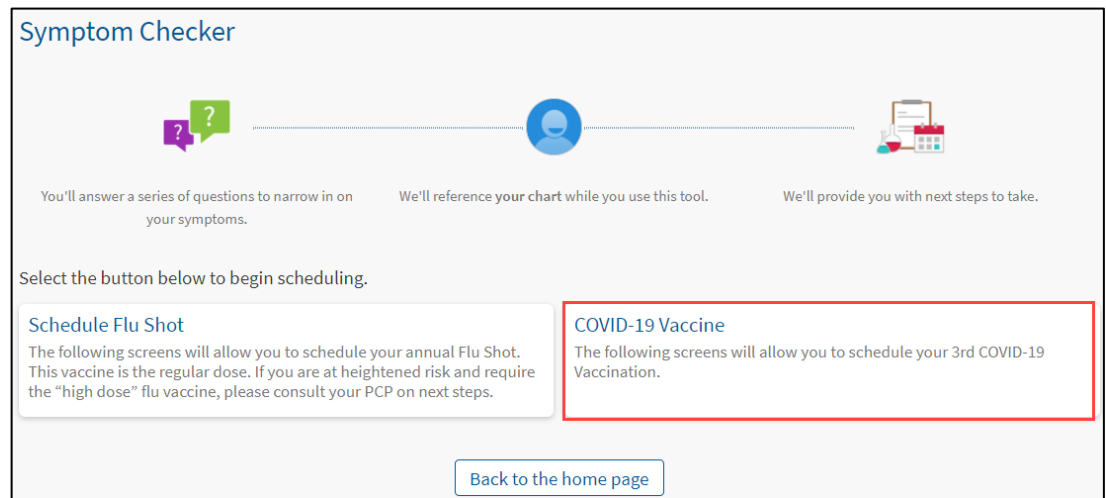 Symptom Checker
?
?
You'll answer a series of questions to narrow in on
your symptoms.
We'll reference your chart while you use this tool.
We'll provide you with next steps to take.
Select the button below to begin scheduling.
Schedule Flu Shot
The following screens will allow you to schedule your annual Flu Shot.
This vaccine is the regular dose. If you are at heightened risk and require
the “high dose” flu vaccine, please consult your PCP on next steps.
COVID-19 Vaccine
The following screens will allow you to schedule your 3rd COVID-19
Vaccination.
Back to the home page